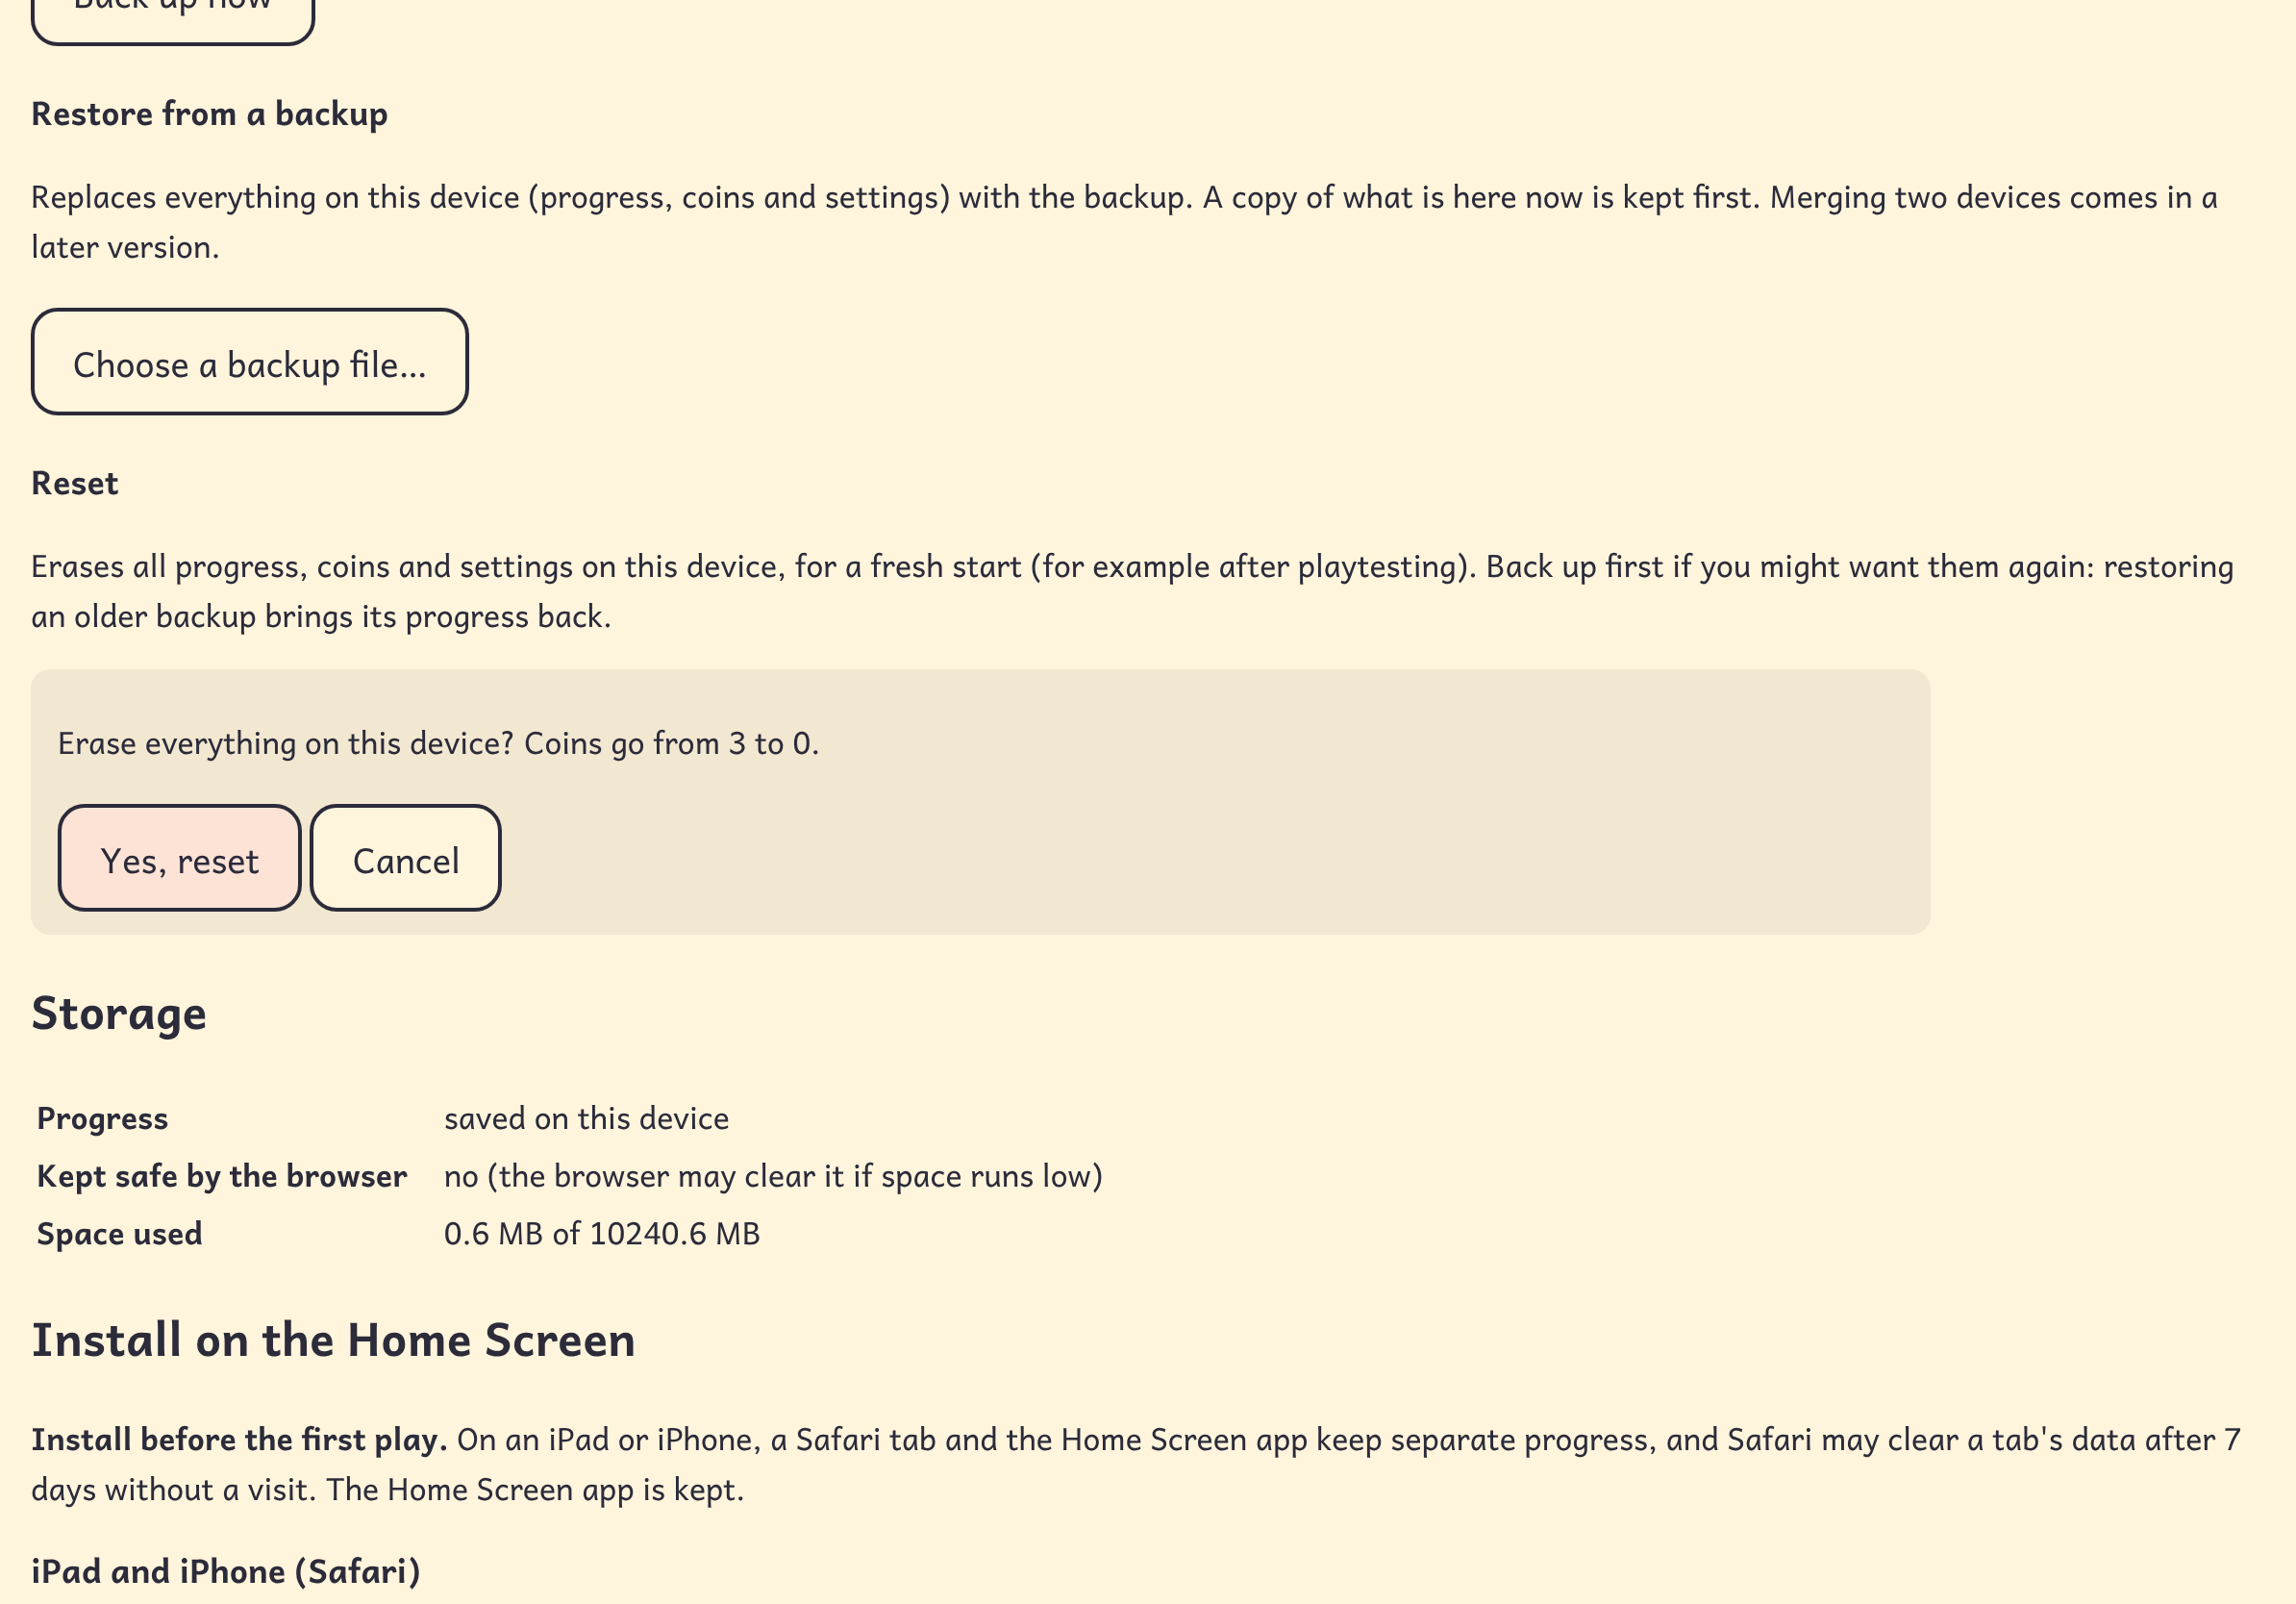 Back up now
Restore from a backup
Replaces everything on this device (progress, coins and settings) with the backup. A copy of what is here now is kept first. Merging two devices comes in a
later version.
Choose a backup file...
Reset
Erases all progress, coins and settings on this device, for a fresh start (for example after playtesting). Back up first if you might want them again: restoring
an older backup brings its progress back.
Erase everything on this device? Coins go from 3 to 0.
Yes, reset Cancel
Storage
Progress saved on this device
Kept safe by the browser no (the browser may clear it if space runs low)
Space used 0.6 MB of 10240.6 MB
Install on the Home Screen
Install before the first play. On an iPad or iPhone, a Safari tab and the Home Screen app keep separate progress, and Safari may clear a tab's data after 7
days without a visit. The Home Screen app is kept.
iPad and iPhone (Safari)